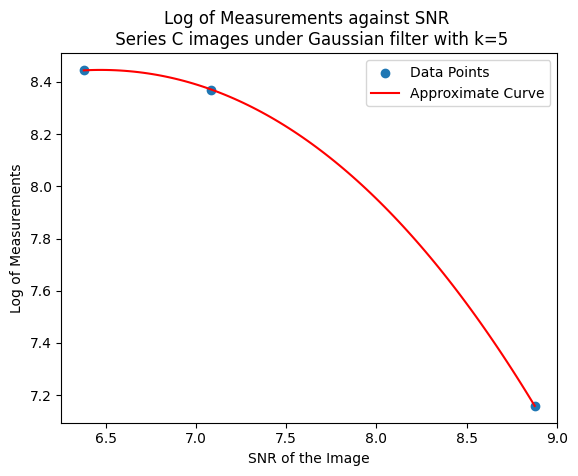 Log of Measurements against SNR
Series C images under Gaussian filter with k=5
Data Points
Approximate Curve
Log of Measurements
8.4
8.2
8.0
7.8
7.6
7.4
7.2
6.5 7.0 7.5 8.0 8.5 9.0
SNR of the Image